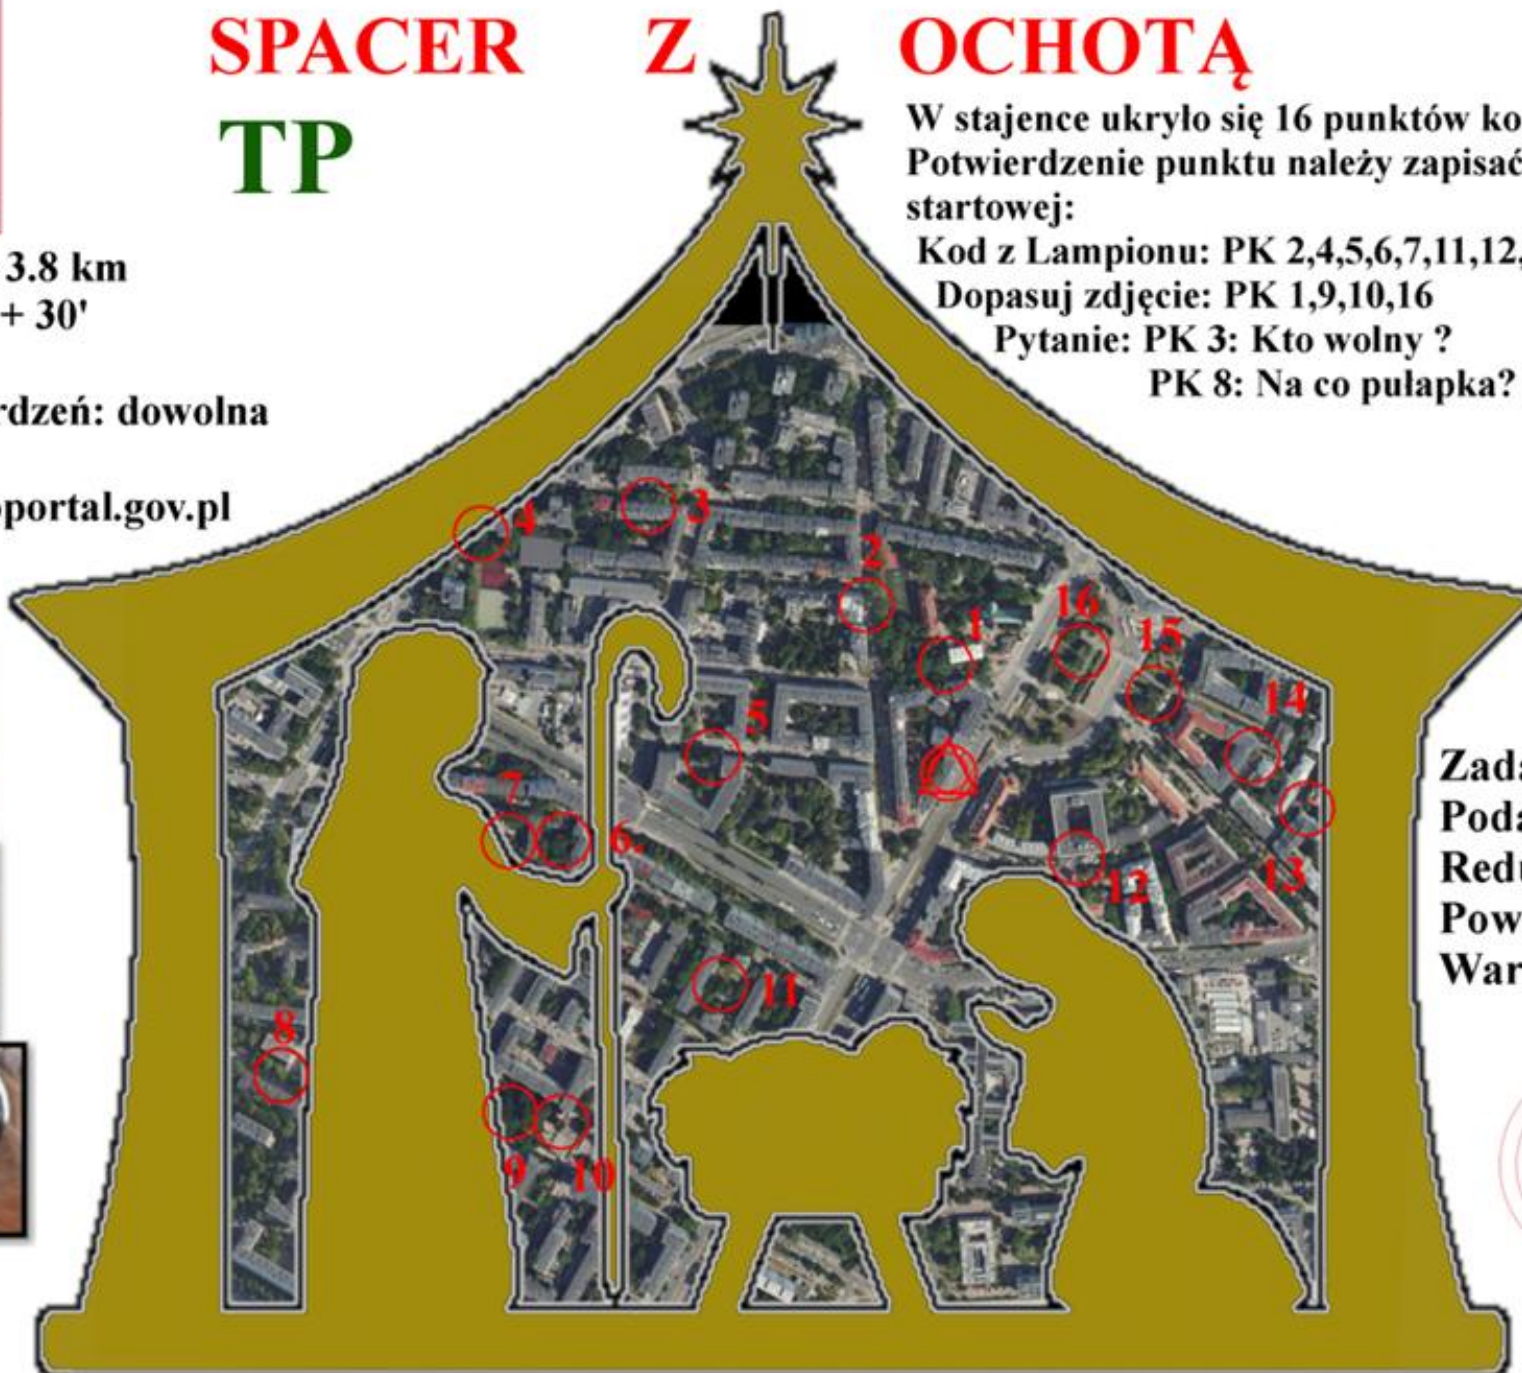 SPACER Z OCHOTĄ
TP
W stajence ukryło się 16 punktów ko
Potwierdzenie punktu należy zapisać
startowej:
Kod z Lampionu: PK 2,4,5,6,7,11,12,
Dopasuj zdjęcie: PK 1,9,10,16
Pytanie: PK 3: Kto wolny ?
PK 8: Na co pułapka?
3.8 km
+ 30'
rdzeń: dowolna
portal.gov.pl
4
3
2
1
16
15
14
5
7
6.
12
13
11
8
9
10
Zada
Poda
Redu
Pow
War